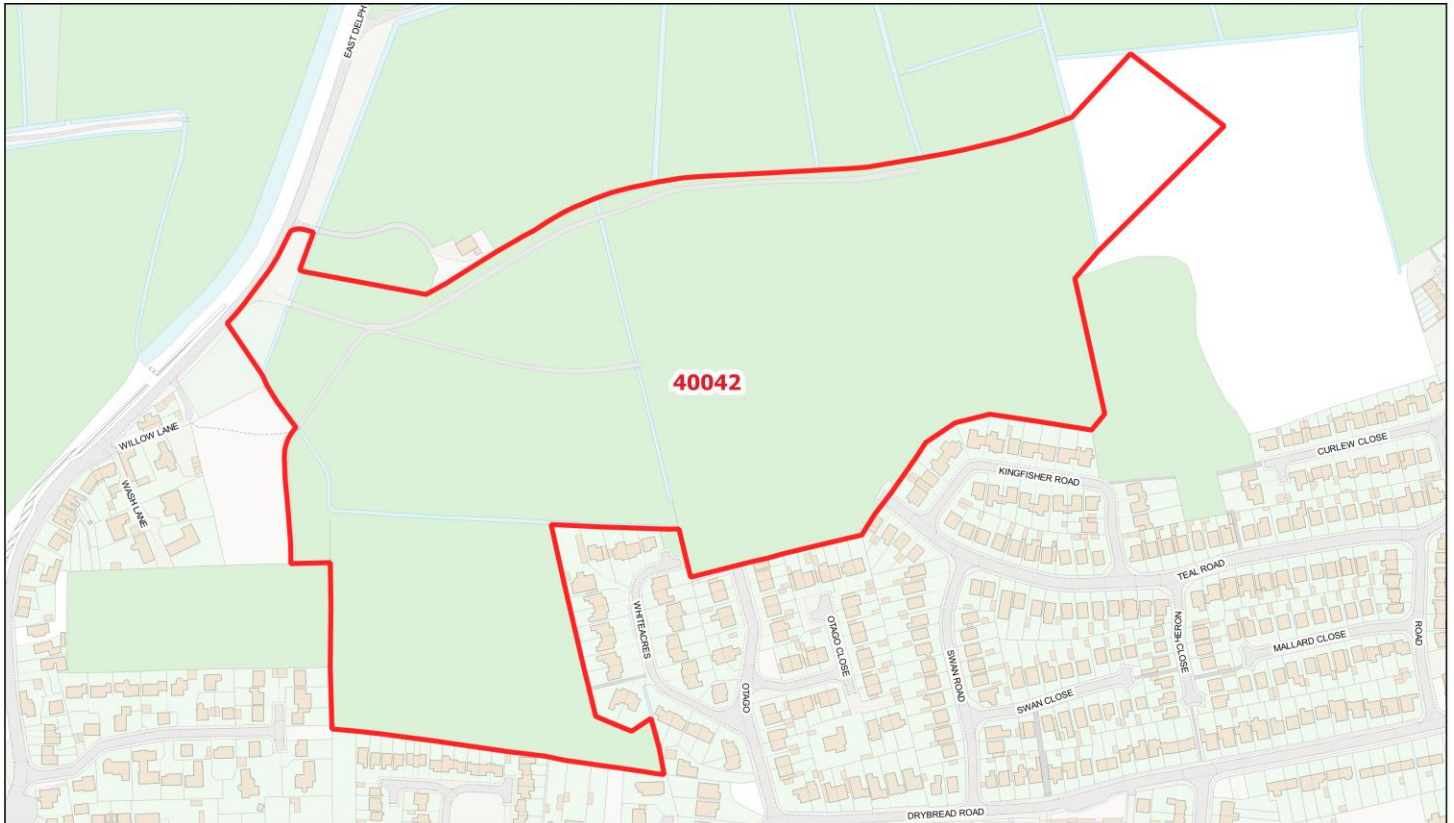 EAST DELPH
40042
WILLOW LANE
WASH LANE
KINGFISHER ROAD
CURLEW CLOSE
TEAL ROAD
WHITEACRES
OTAGO CLOSE
OTAGO
SWAN ROAD
SWAN CLOSE
HERON CLOSE
MALLARD CLOSE
ROAD
DRYBREAD ROAD